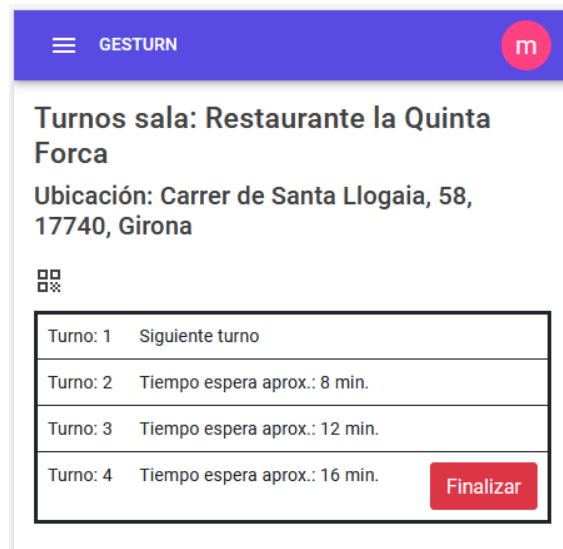 GESTURN
m
Turnos sala: Restaurante la Quinta
Forca
Ubicación: Carrer de Santa Llogaia, 58,
17740, Girona
Turno: 1 Siguiente turno
Turno: 2 Tiempo espera aprox.: 8 min.
Turno: 3 Tiempo espera aprox.: 12 min.
Turno: 4 Tiempo espera aprox.: 16 min. Finalizar